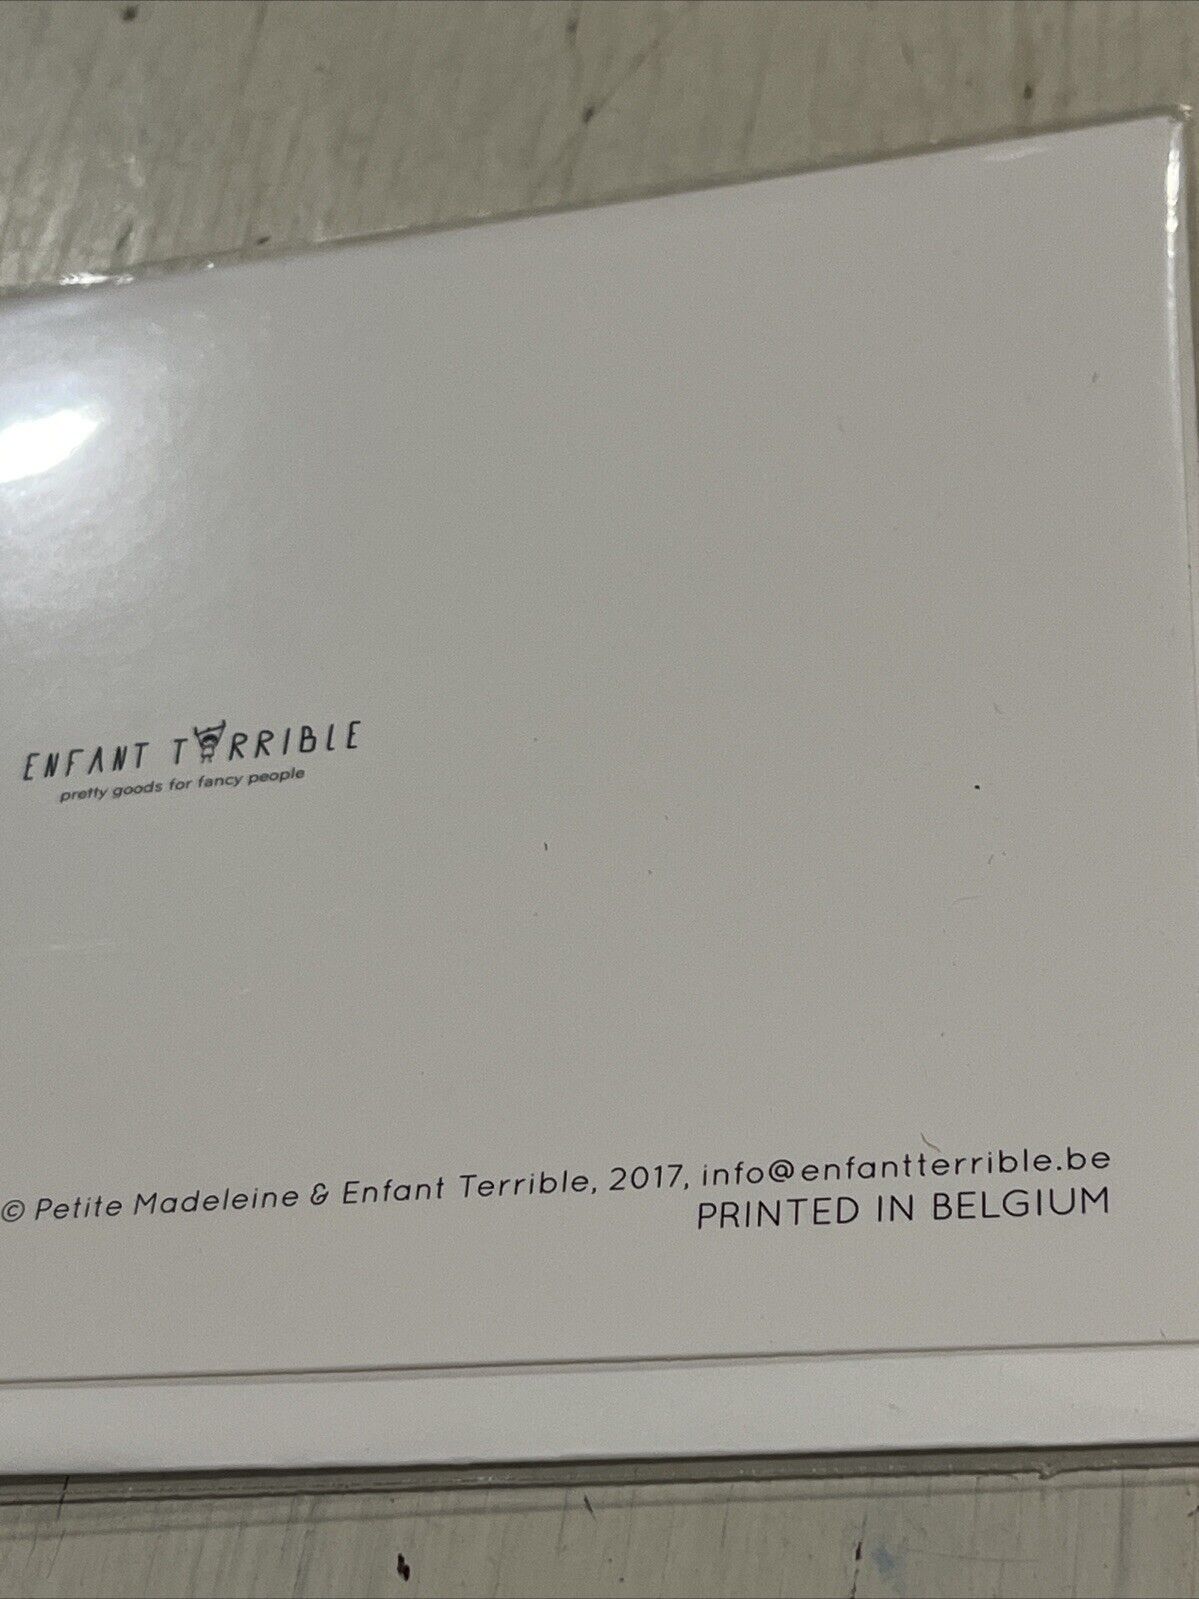 ENFANT TERRIBLE
pretty goods for fancy people
© Petite Madeleine & Enfant Terrible, 2017, info@enfantterrible.be
PRINTED IN BELGIUM